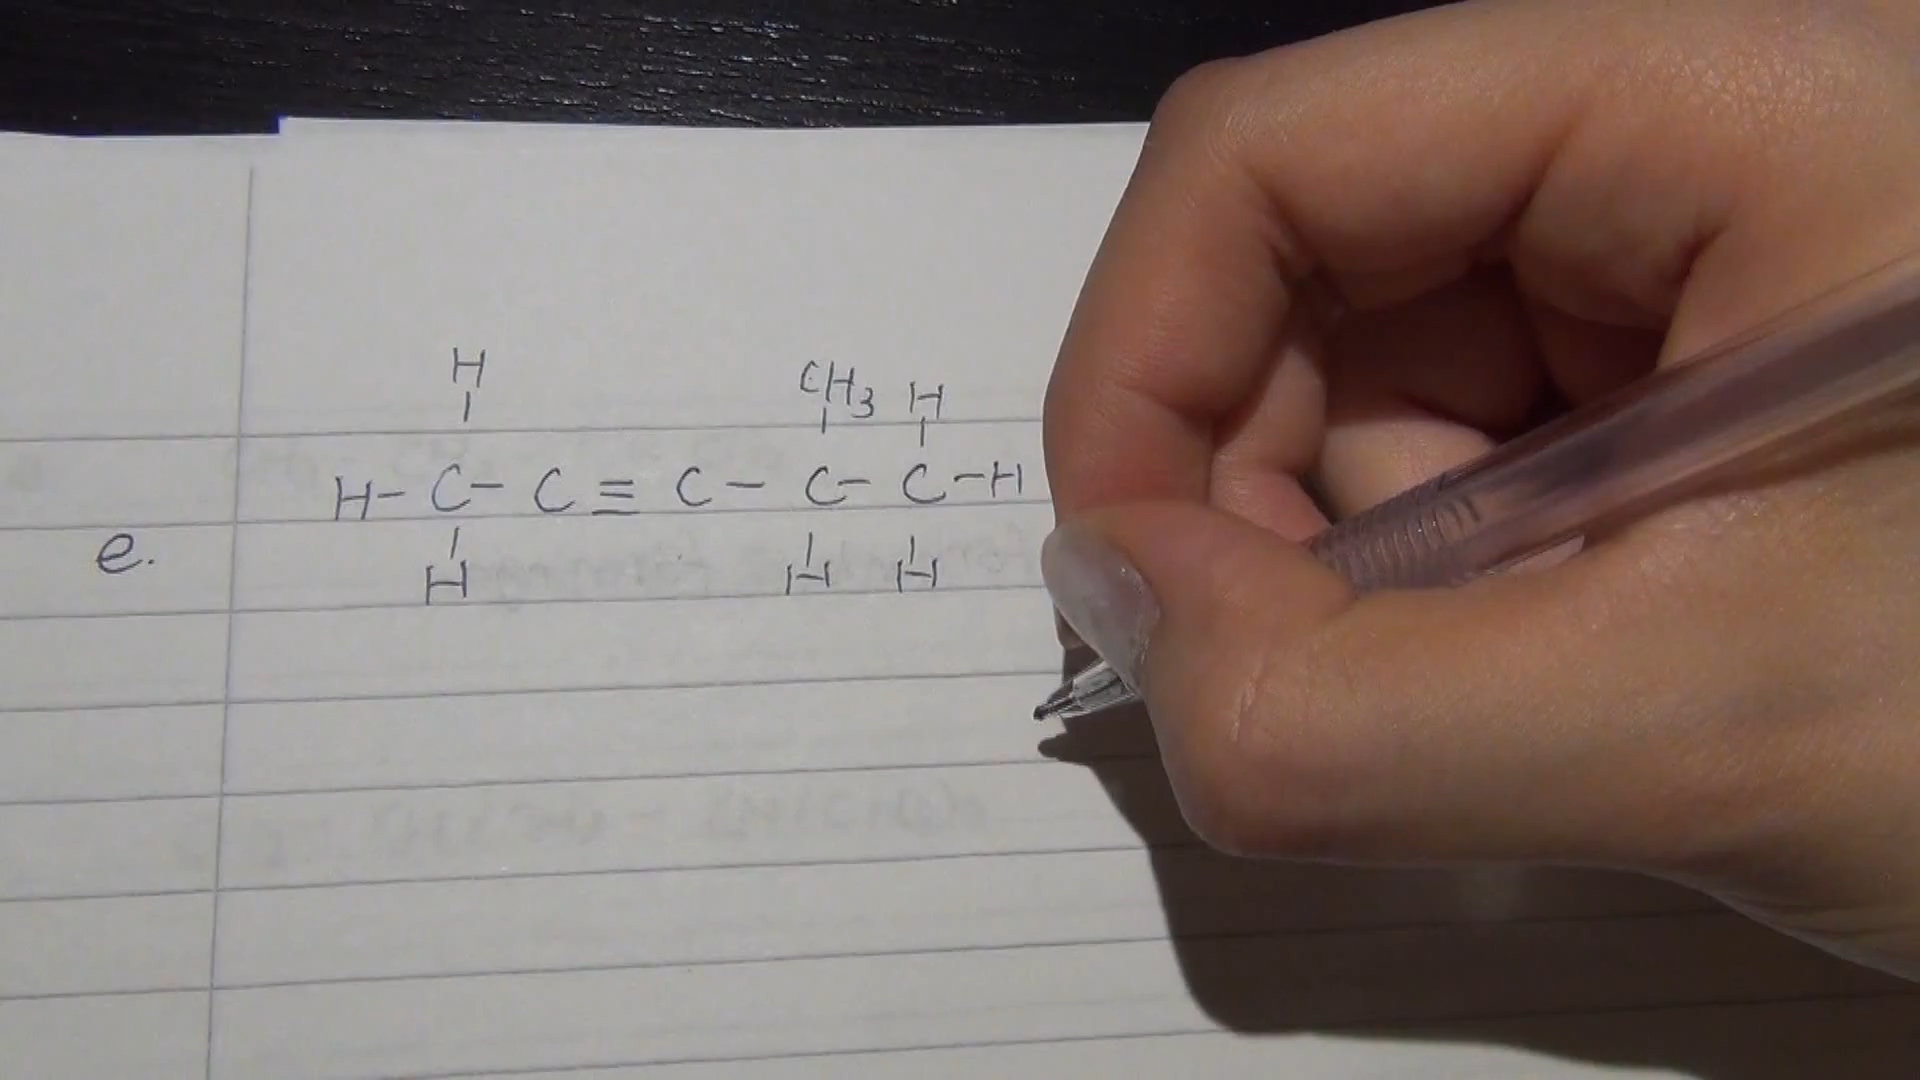 H CH3 H
H-C-C≡C-C-C-H
e.
H H H